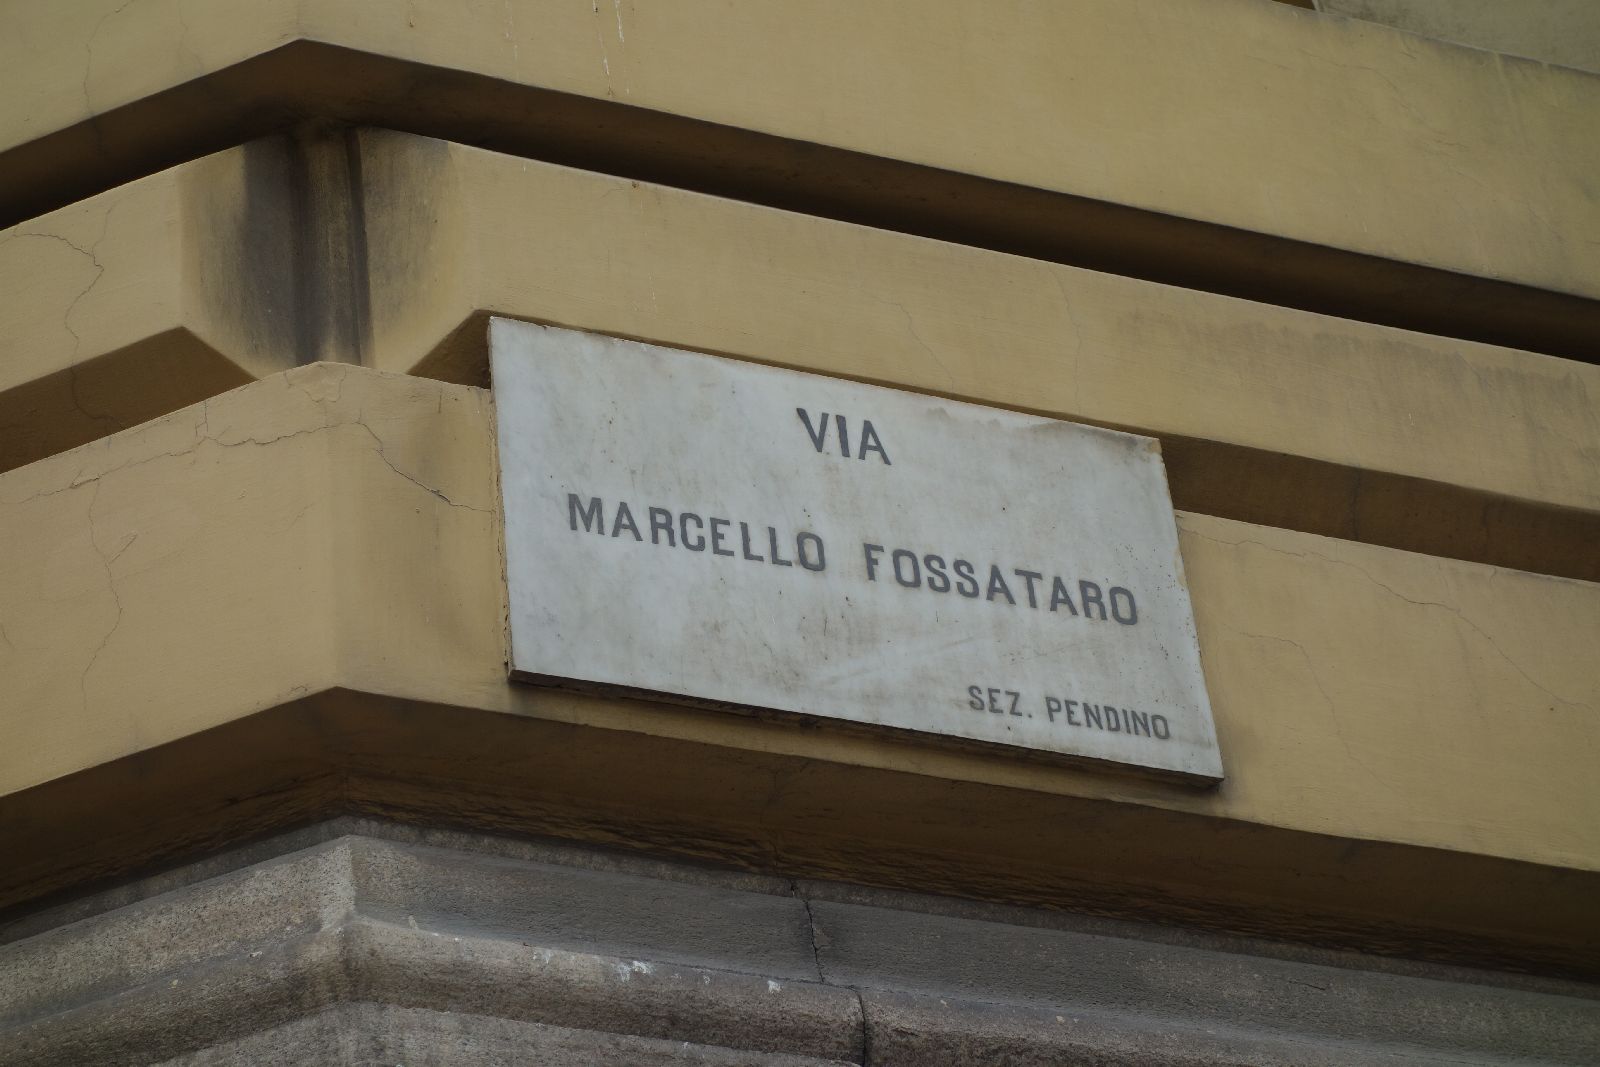 VIA
MARCELLO FOSSATARO
SEZ. PENDINO